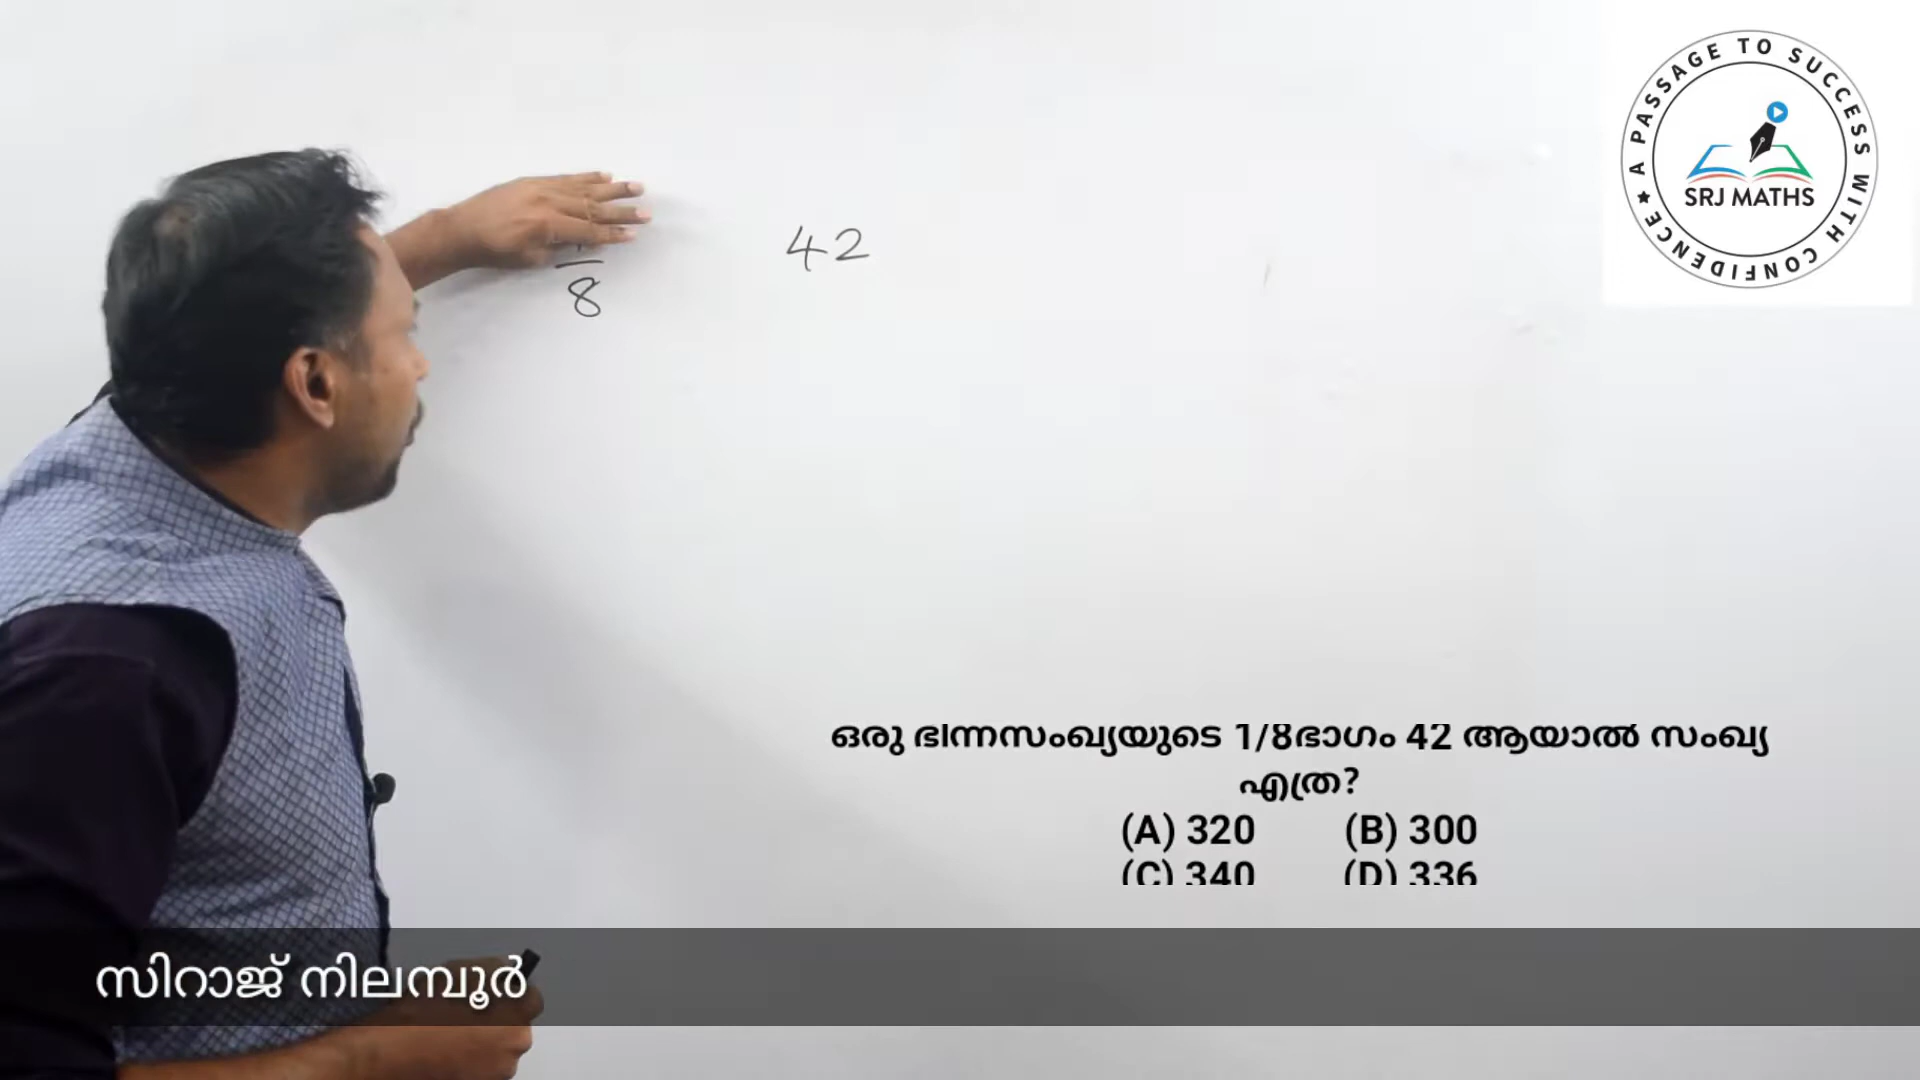 A PASSAGE TO SUCCESS WITH CONFIDENCE
SRJ MATHS
42
8
ഒരു ഭിന്നസംഖ്യയുടെ 1/8ഭാഗം 42 ആയാൽ സംഖ്യ
എത്ര?
(A) 320 (B) 300
(C) 340 (D) 336
സിറാജ് നിലമ്പൂർ